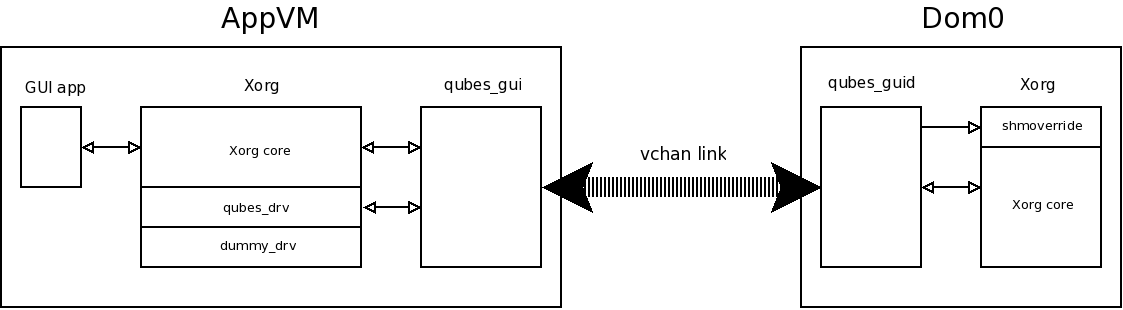 AppVM
Dom0
GUI app
Xorg
qubes_gui
qubes_guid
Xorg
Xorg core
qubes_drv
dummy_drv
vchan link
shmoverride
Xorg core